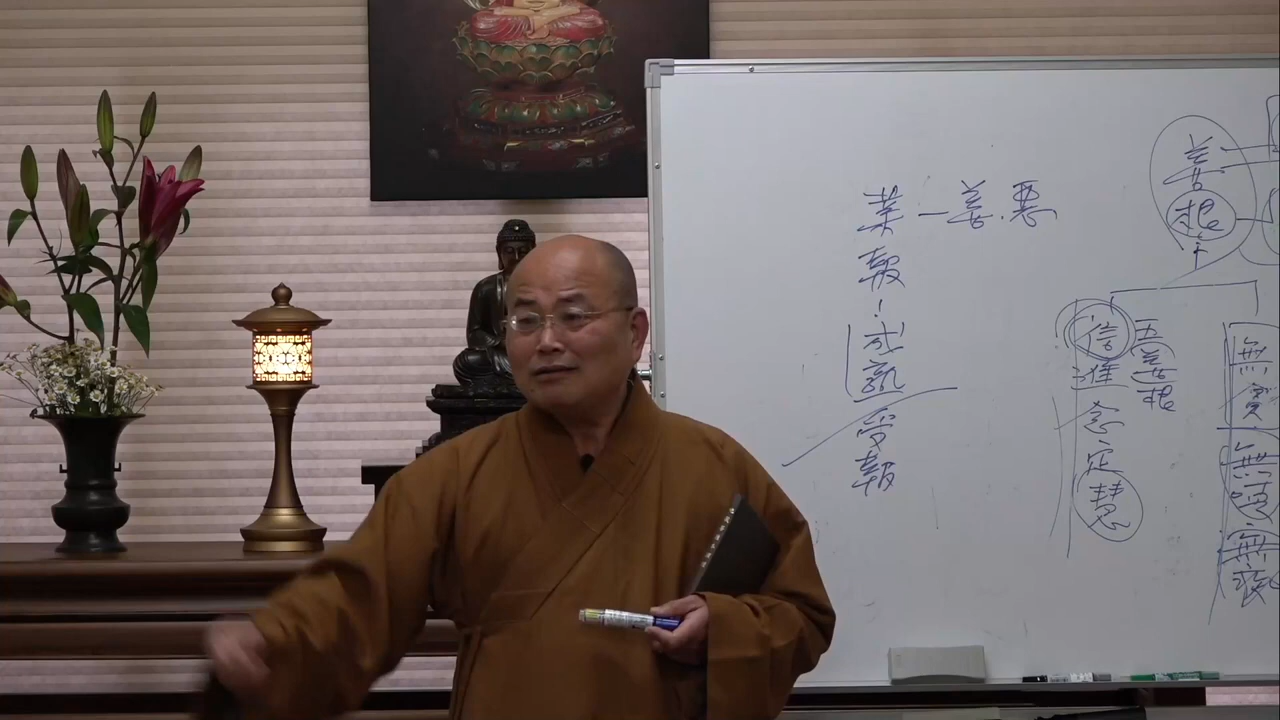 業－善.惡
報!
成熟
受報
善根
五善根
信進念定慧
無貪無瞋無癡